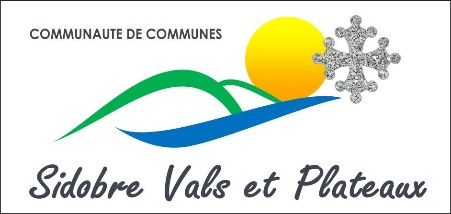 COMMUNAUTE DE COMMUNES
Sidobre Vals et Plateaux